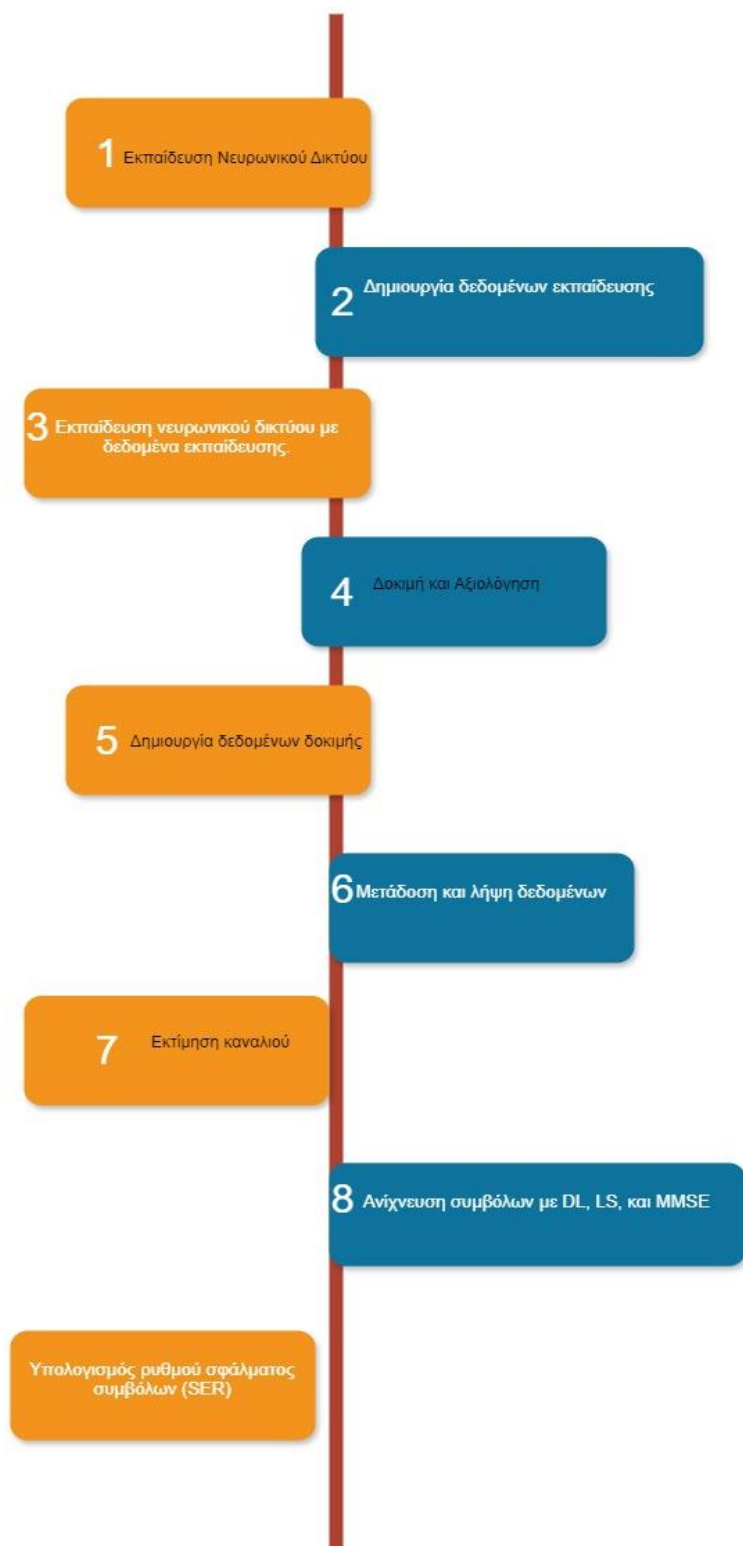 1 Εκπαίδευση Νευρωνικού Δικτύου
2 Δημιουργία δεδομένων εκπαίδευσης
3 Εκπαίδευση νευρωνικού δικτύου με
δεδομένα εκπαίδευσης.
4 Δοκιμή και Αξιολόγηση
5 Δημιουργία δεδομένων δοκιμής
6 Μετάδοση και λήψη δεδομένων
7 Εκτίμηση καναλιού
8 Ανίχνευση συμβόλων με DL, LS, και MMSE
Υπολογισμός ρυθμού σφάλματος
συμβόλων (SER)